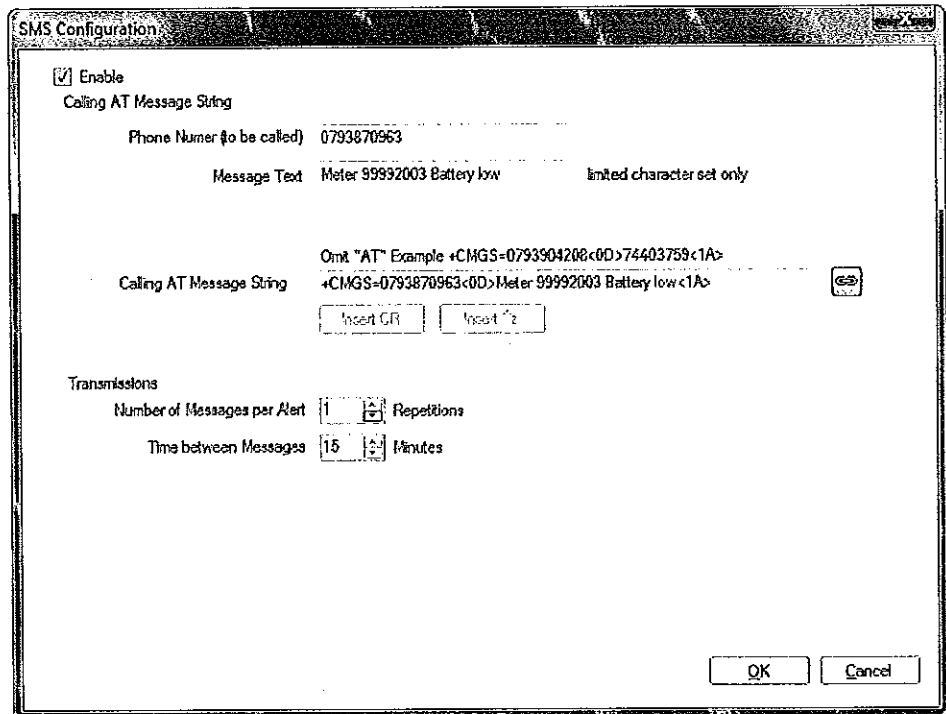 SMS Configuration
Enable
Calling AT Message String
Phone Numer (to be called) 0793870963
Message Text Meter 99992003 Battery low limited character set only
Omit "AT" Example +CMGS=0793904208<0D>74403759<1A>
Calling AT Message String +CMGS=0793870963<0D>Meter 99992003 Battery low<1A>
Insert CR Insert ^z
Transmissions
Number of Messages per Alert 1 Repetitions
Time between Messages 15 Minutes
OK Cancel